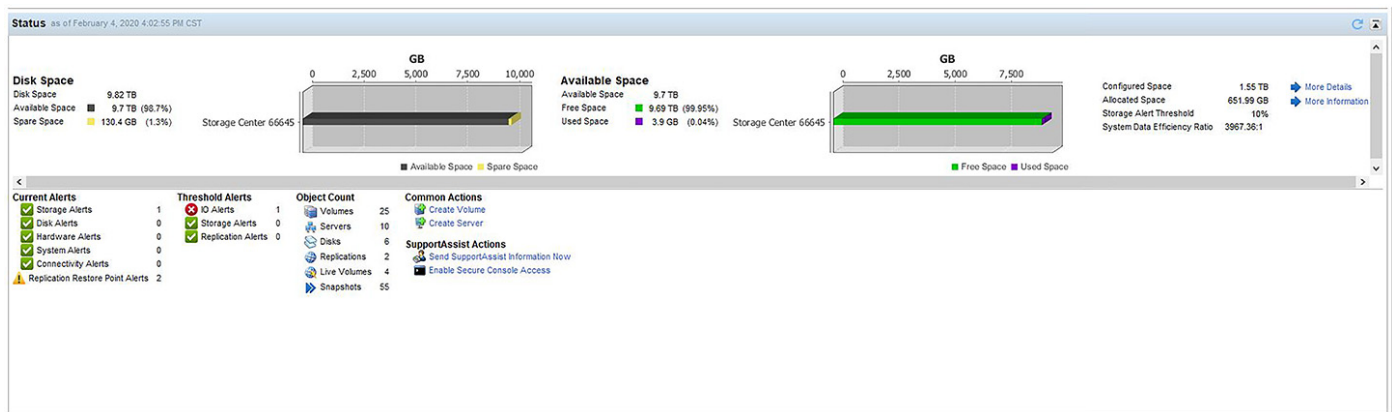 Status as of February 4, 2020 4:02:55 PM CST
Disk Space
Disk Space 9.82 TB
Available Space 9.7 TB (98.7%)
Spare Space 130.4 GB (1.3%)
GB
0 2,500 5,000 7,500 10,000
Storage Center 66645
Available Space Spare Space
Available Space
Available Space 9.7 TB
Free Space 9.69 TB (99.95%)
Used Space 3.9 GB (0.04%)
GB
0 2,500 5,000 7,500
Storage Center 66645
Free Space Used Space
Configured Space 1.55 TB
Allocated Space 651.99 GB
Storage Alert Threshold 10%
System Data Efficiency Ratio 3967.36:1
More Details
More Information
Current Alerts
Storage Alerts 1
Disk Alerts 0
Hardware Alerts 0
System Alerts 0
Connectivity Alerts 0
Replication Restore Point Alerts 2
Threshold Alerts
IO Alerts 1
Storage Alerts 0
Replication Alerts 0
Object Count
Volumes 25
Servers 10
Disks 6
Replications 2
Live Volumes 4
Snapshots 55
Common Actions
Create Volume
Create Server
SupportAssist Actions
Send SupportAssist Information Now
Enable Secure Console Access